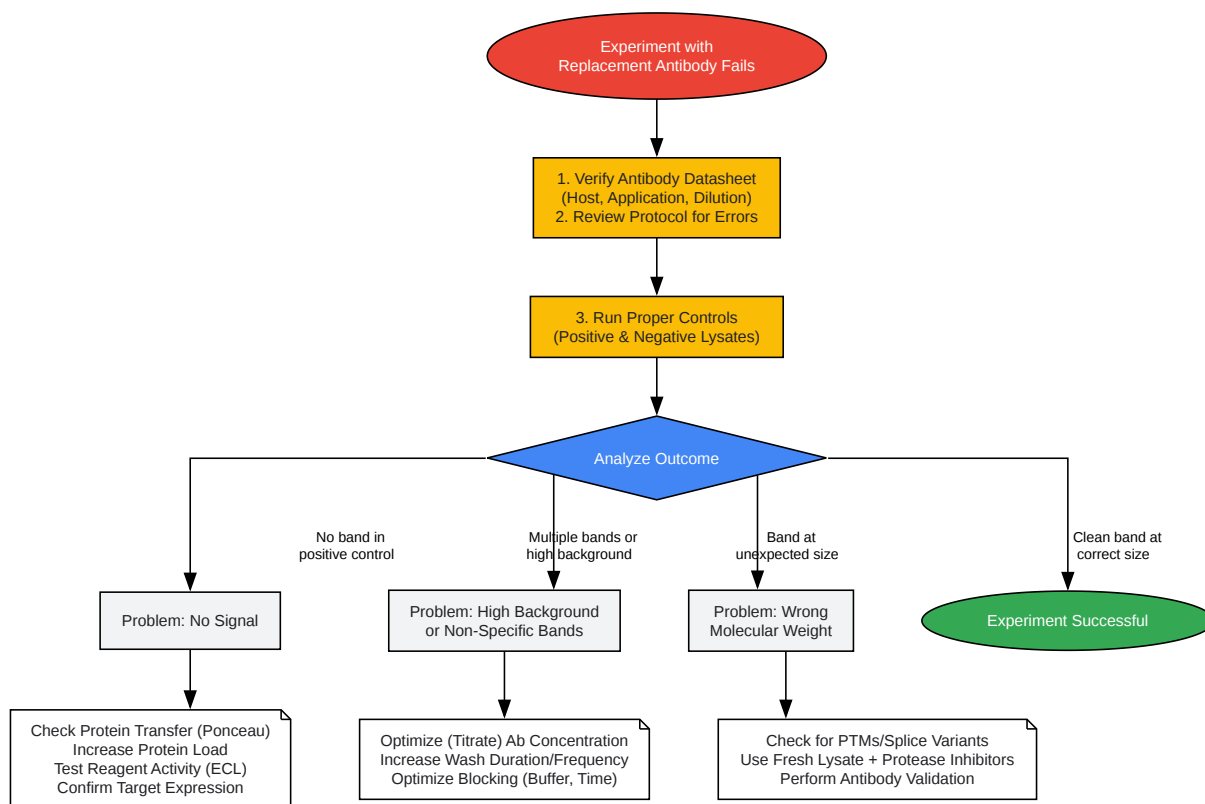 Experiment with
Replacement Antibody Fails
1. Verify Antibody Datasheet
(Host, Application, Dilution)
2. Review Protocol for Errors
3. Run Proper Controls
(Positive & Negative Lysates)
Analyze Outcome
No band in
positive control
Multiple bands or
high background
Band at
unexpected size
Clean band at
correct size
Problem: No Signal
Problem: High Background
or Non-Specific Bands
Problem: Wrong
Molecular Weight
Experiment Successful
Check Protein Transfer (Ponceau)
Increase Protein Load
Test Reagent Activity (ECL)
Confirm Target Expression
Optimize (Titrate) Ab Concentration
Increase Wash Duration/Frequency
Optimize Blocking (Buffer, Time)
Check for PTMs/Splice Variants
Use Fresh Lysate + Protease Inhibitors
Perform Antibody Validation